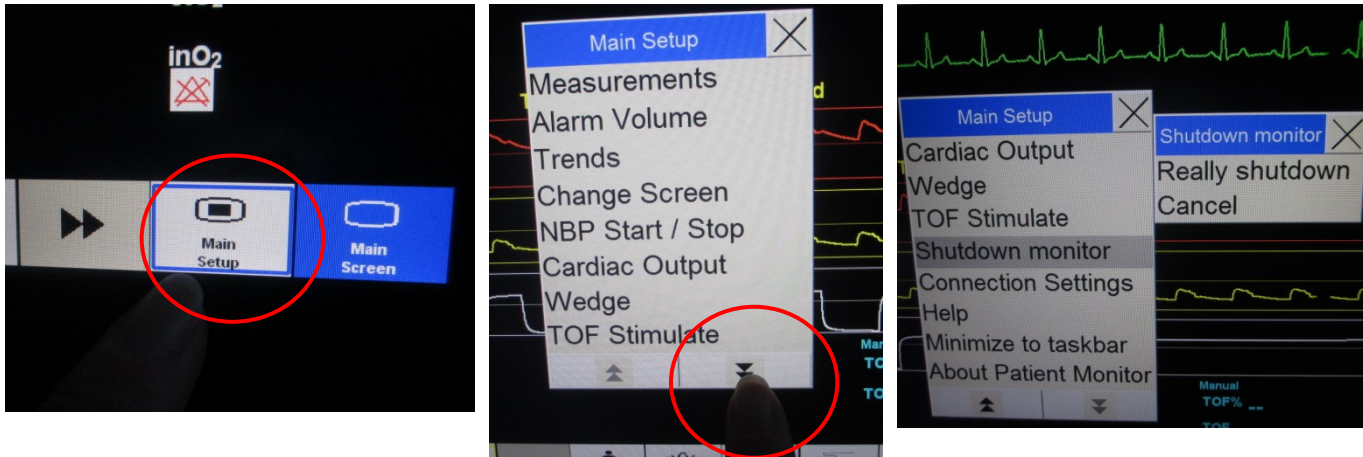 inO2
Main
Setup
Main
Screen
Main Setup
Measurements
Alarm Volume
Trends
Change Screen
NBP Start / Stop
Cardiac Output
Wedge
TOF Stimulate
d
Main Setup
Cardiac Output
Wedge
TOF Stimulate
Shutdown monitor
Connection Settings
Help
Minimize to taskbar
About Patient Monitor
Shutdown monitor
Really shutdown
Cancel
Manual
TOF% --
TOF